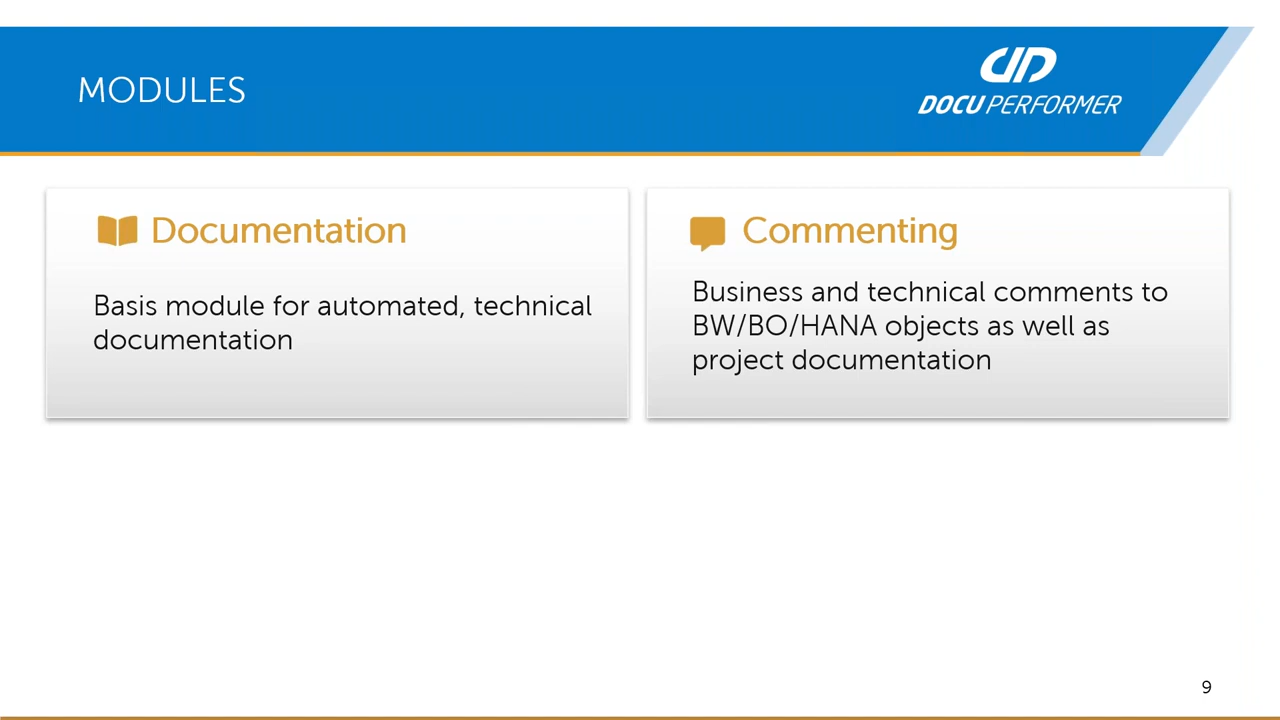 MODULES
DOCU PERFORMER
Documentation
Basis module for automated, technical
documentation
Commenting
Business and technical comments to
BW/BO/HANA objects as well as
project documentation
9